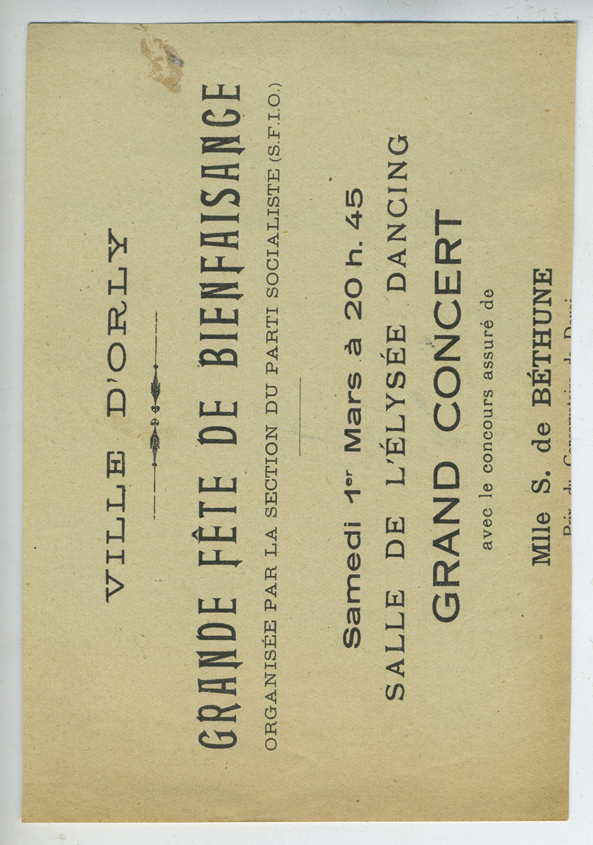 VILLE D'ORLY
GRANDE FÊTE DE BIENFAISANCE
ORGANISÉE PAR LA SECTION DU PARTI SOCIALISTE (S.F.I.O.)
Samedi 1er Mars à 20 h. 45
SALLE DE L'ÉLYSÉE DANCING
GRAND CONCERT
avec le concours assuré de
Mlle S. de BÉTHUNE